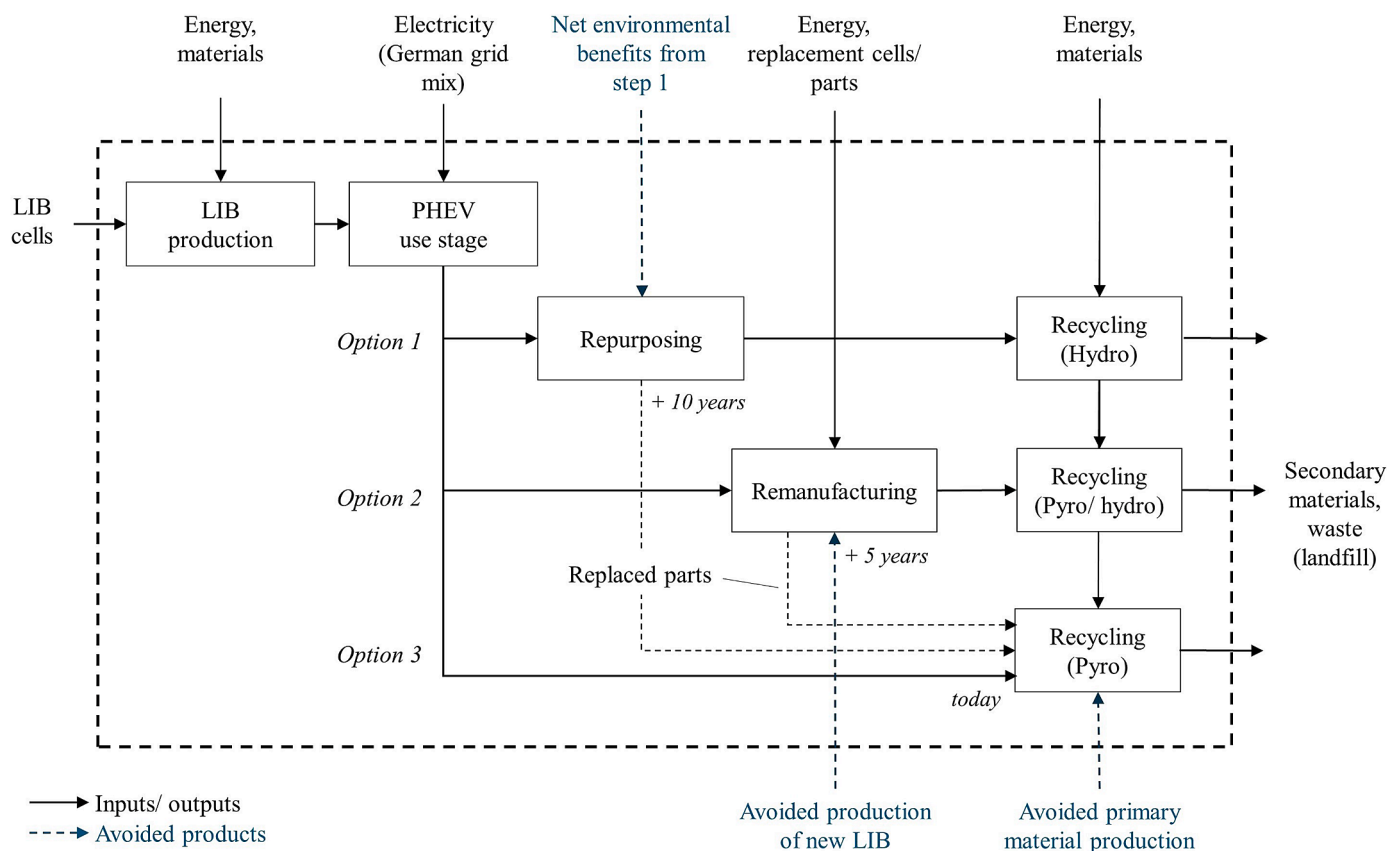 Energy,
materials
Electricity
(German grid
mix)
Net environmental
benefits from
step 1
Energy,
replacement cells/
parts
Energy,
materials
LIB
cells
LIB
production
PHEV
use stage
Option 1
Repurposing
Recycling
(Hydro)
+ 10 years
Option 2
Remanufacturing
Recycling
(Pyro/ hydro)
Secondary
materials,
waste
(landfill)
+ 5 years
Replaced parts
Option 3
Recycling
(Pyro)
today
Inputs/ outputs
Avoided products
Avoided production
of new LIB
Avoided primary
material production